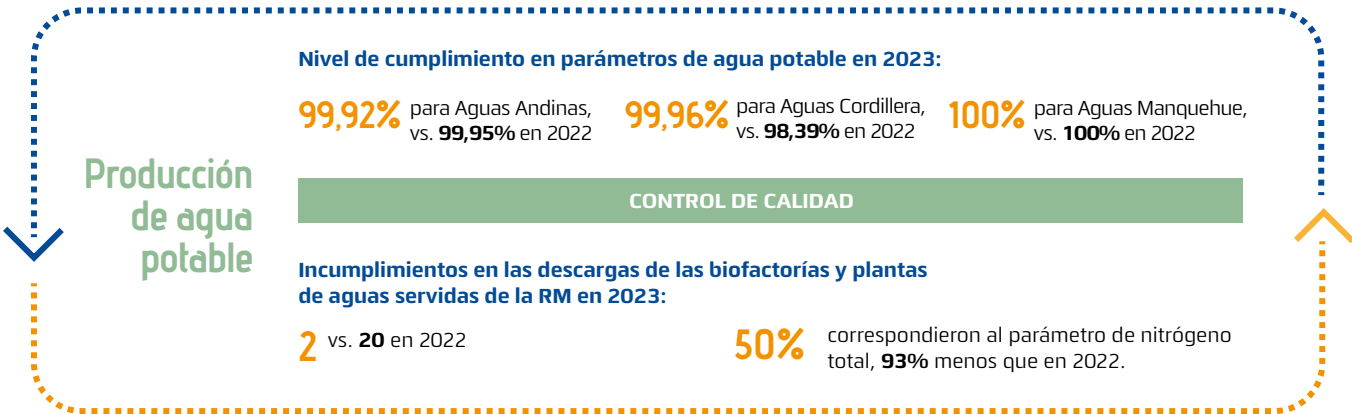 Producción
de agua
potable
Nivel de cumplimiento en parámetros de agua potable en 2023:
99,92% para Aguas Andinas,
vs. 99,95% en 2022
99,96% para Aguas Cordillera,
vs. 98,39% en 2022
100% para Aguas Manquehue,
vs. 100% en 2022
CONTROL DE CALIDAD
Incumplimientos en las descargas de las biofactorías y plantas
de aguas servidas de la RM en 2023:
2 vs. 20 en 2022
50% correspondieron al parámetro de nitrógeno
total, 93% menos que en 2022.